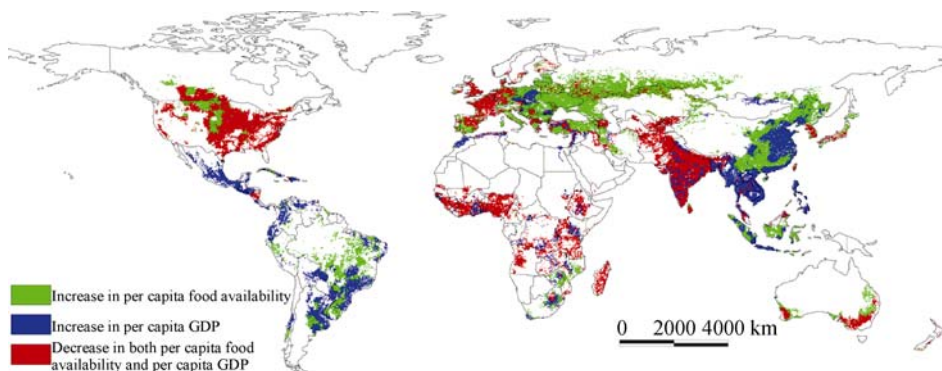 Increase in per capita food availability
Increase in per capita GDP
Decrease in both per capita food
availability and per capita GDP
0 2000 4000 km